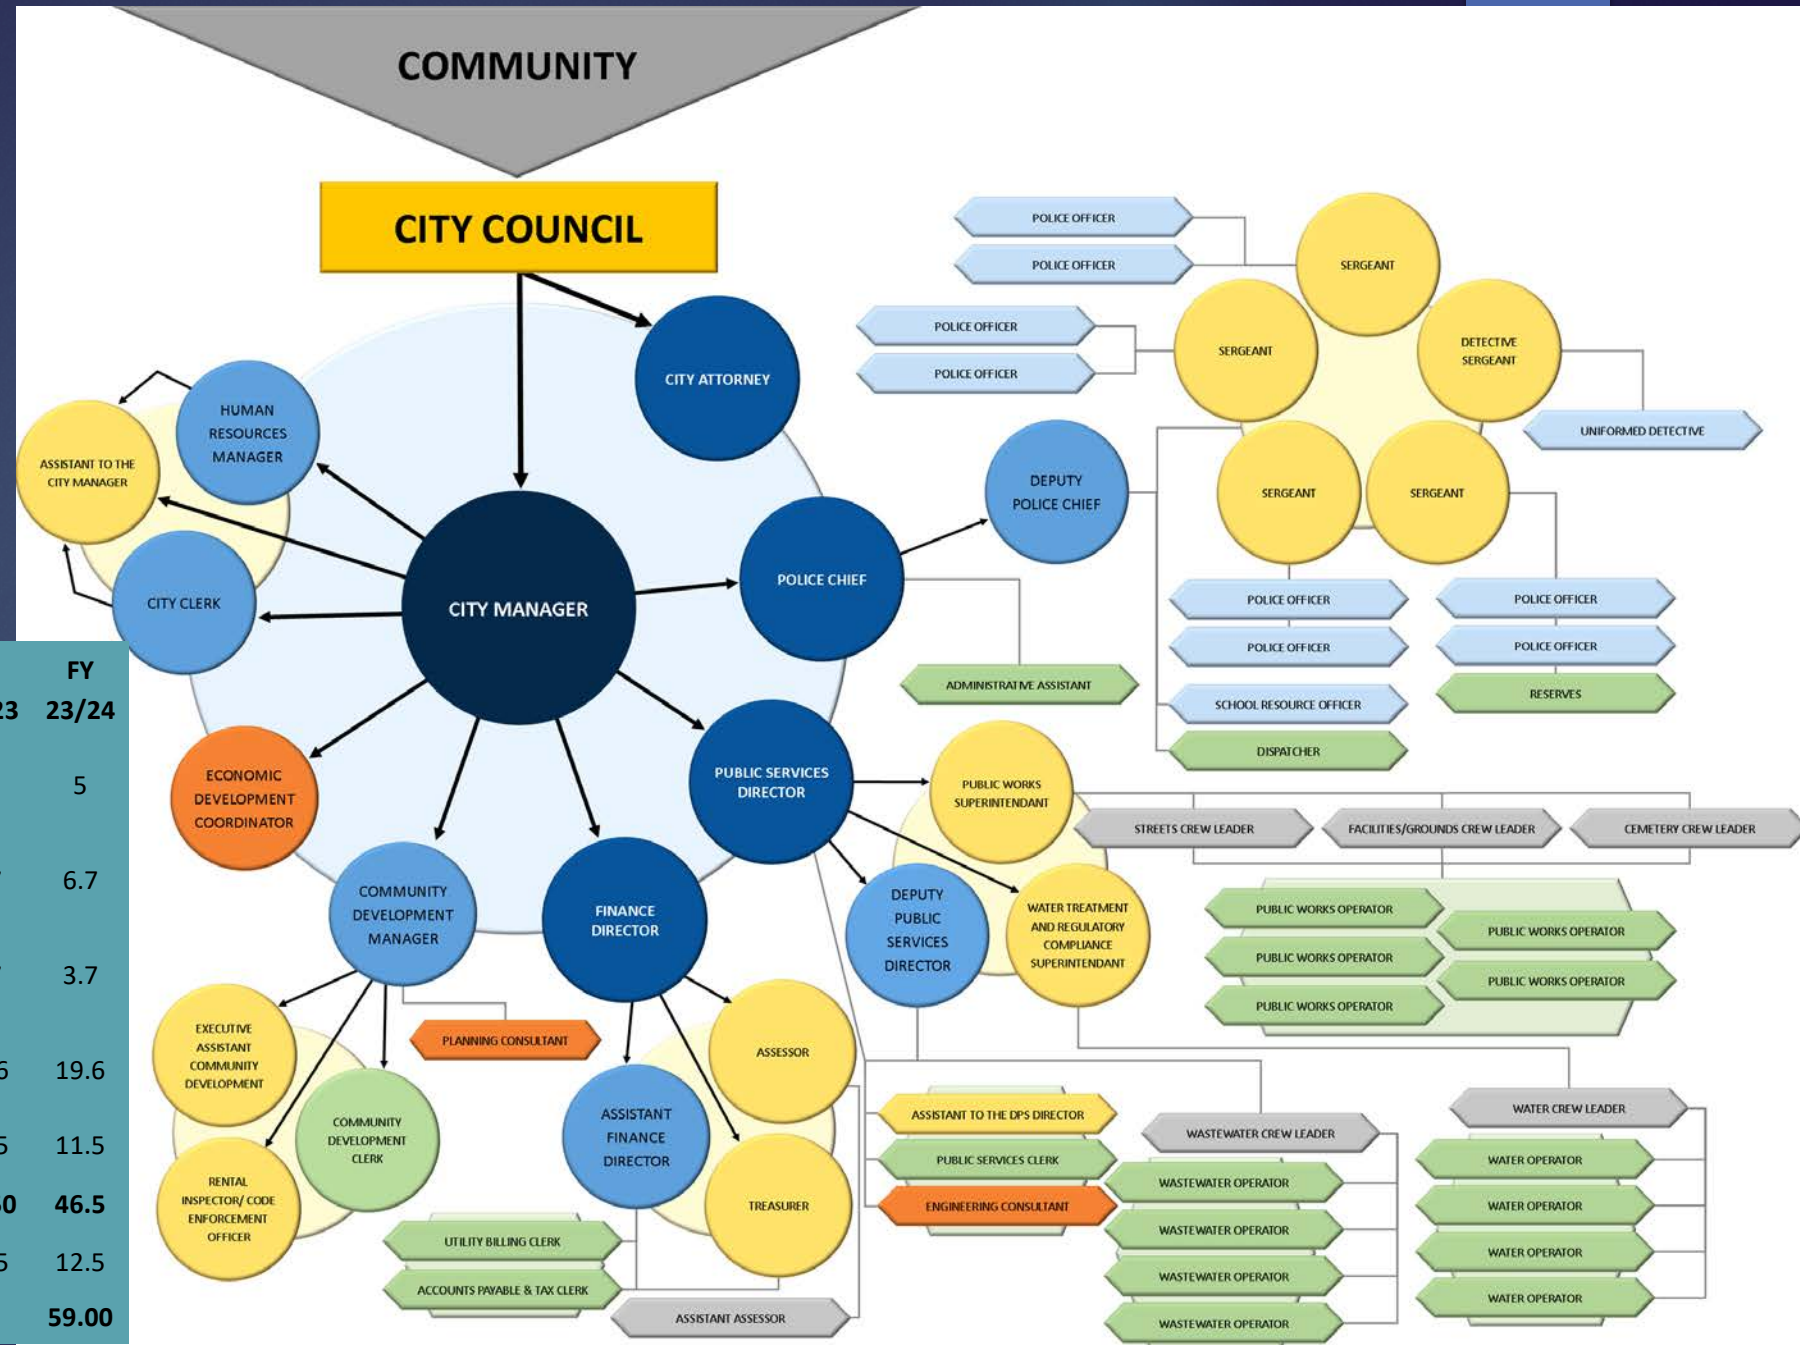 COMMUNITY
CITY COUNCIL
CITY ATTORNEY
HUMAN
RESOURCES
MANAGER
ASSISTANT TO THE
CITY MANAGER
CITY CLERK
CITY MANAGER
POLICE CHIEF
DEPUTY
POLICE CHIEF
ADMINISTRATIVE ASSISTANT
POLICE OFFICER
POLICE OFFICER
SERGEANT
POLICE OFFICER
POLICE OFFICER
SERGEANT
DETECTIVE
SERGEANT
UNIFORMED DETECTIVE
SERGEANT
SERGEANT
POLICE OFFICER
POLICE OFFICER
SCHOOL RESOURCE OFFICER
DISPATCHER
POLICE OFFICER
POLICE OFFICER
RESERVES
ECONOMIC
DEVELOPMENT
COORDINATOR
COMMUNITY
DEVELOPMENT
MANAGER
FINANCE
DIRECTOR
PUBLIC SERVICES
DIRECTOR
PUBLIC WORKS
SUPERINTENDANT
STREETS CREW LEADER
FACILITIES/GROUNDS CREW LEADER
CEMETERY CREW LEADER
DEPUTY
PUBLIC
SERVICES
DIRECTOR
WATER TREATMENT
AND REGULATORY
COMPLIANCE
SUPERINTENDANT
PUBLIC WORKS OPERATOR
PUBLIC WORKS OPERATOR
PUBLIC WORKS OPERATOR
PUBLIC WORKS OPERATOR
PUBLIC WORKS OPERATOR
EXECUTIVE
ASSISTANT
COMMUNITY
DEVELOPMENT
RENTAL
INSPECTOR/ CODE
ENFORCEMENT
OFFICER
COMMUNITY
DEVELOPMENT
CLERK
PLANNING CONSULTANT
ASSESSOR
ASSISTANT
FINANCE
DIRECTOR
TREASURER
UTILITY BILLING CLERK
ACCOUNTS PAYABLE & TAX CLERK
ASSISTANT ASSESSOR
ASSISTANT TO THE DPS DIRECTOR
PUBLIC SERVICES CLERK
ENGINEERING CONSULTANT
WASTEWATER CREW LEADER
WASTEWATER OPERATOR
WASTEWATER OPERATOR
WASTEWATER OPERATOR
WASTEWATER OPERATOR
WATER CREW LEADER
WATER OPERATOR
WATER OPERATOR
WATER OPERATOR
WATER OPERATOR
FY
23/24
5
6.7
3.7
19.6
11.5
46.5
12.5
59.00